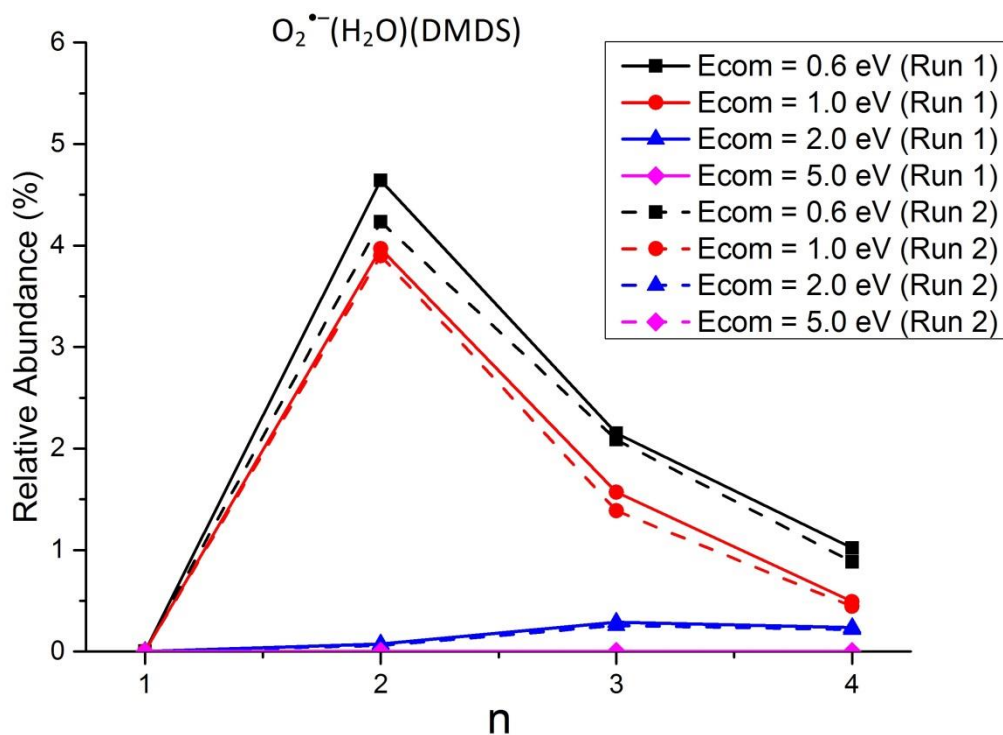 O₂•⁻(H₂O)(DMDS)
Ecom = 0.6 eV (Run 1)
Ecom = 1.0 eV (Run 1)
Ecom = 2.0 eV (Run 1)
Ecom = 5.0 eV (Run 1)
Ecom = 0.6 eV (Run 2)
Ecom = 1.0 eV (Run 2)
Ecom = 2.0 eV (Run 2)
Ecom = 5.0 eV (Run 2)
Relative Abundance (%)
6
5
4
3
2
1
0
1 2 3 4
n